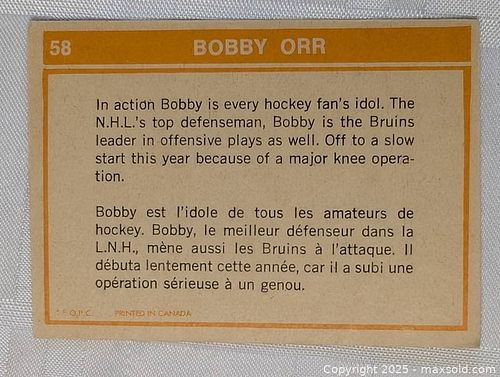 58 BOBBY ORR
In action Bobby is every hockey fan's idol. The
N.H.L.'s top defenseman, Bobby is the Bruins
leader in offensive plays as well. Off to a slow
start this year because of a major knee opera-
tion.
Bobby est l'idole de tous les amateurs de
hockey. Bobby, le meilleur défenseur dans la
L.N.H., mène aussi les Bruins à l'attaque. Il
débuta lentement cette année, car il a subi une
opération sérieuse à un genou.
O.P.C. PRINTED IN CANADA
Copyright 2025 - maxsold.com